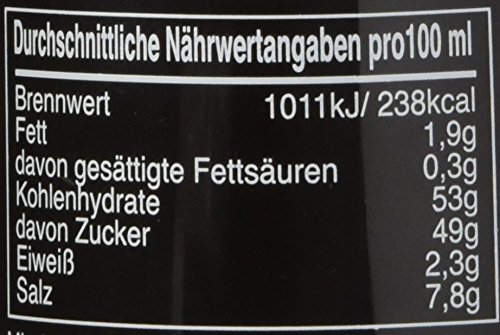 Durchschnittliche Nährwertangaben pro100 ml
Brennwert 1011kJ/ 238kcal
Fett 1,9g
davon gesättigte Fettsäuren 0,3g
Kohlenhydrate 53g
davon Zucker 49g
Eiweiß 2,3g
Salz 7,8g